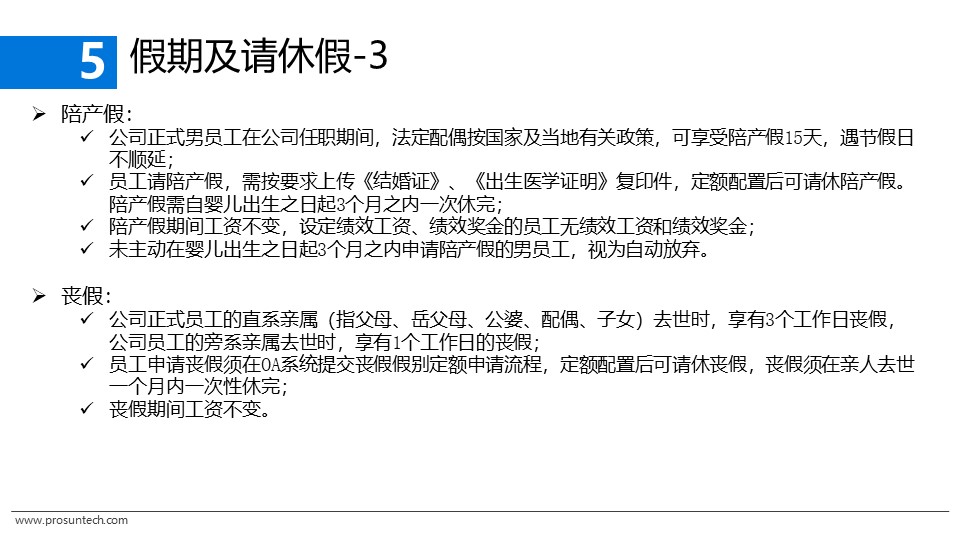 5 假期及请休假-3
➢ 陪产假：
✓ 公司正式男员工在公司任职期间，法定配偶按国家及当地有关政策，可享受陪产假15天，遇节假日
不顺延；
✓ 员工请陪产假，需按要求上传《结婚证》、《出生医学证明》复印件，定额配置后可请休陪产假。
陪产假需自婴儿出生之日起3个月之内一次休完；
✓ 陪产假期间工资不变，设定绩效工资、绩效奖金的员工无绩效工资和绩效奖金；
✓ 未主动在婴儿出生之日起3个月之内申请陪产假的男员工，视为自动放弃。
➢ 丧假：
✓ 公司正式员工的直系亲属（指父母、岳父母、公婆、配偶、子女）去世时，享有3个工作日丧假，
公司员工的旁系亲属去世时，享有1个工作日的丧假；
✓ 员工申请丧假须在OA系统提交丧假假别定额申请流程，定额配置后可请休丧假，丧假须在亲人去世
一个月内一次性休完；
✓ 丧假期间工资不变。
www.prosuntech.com